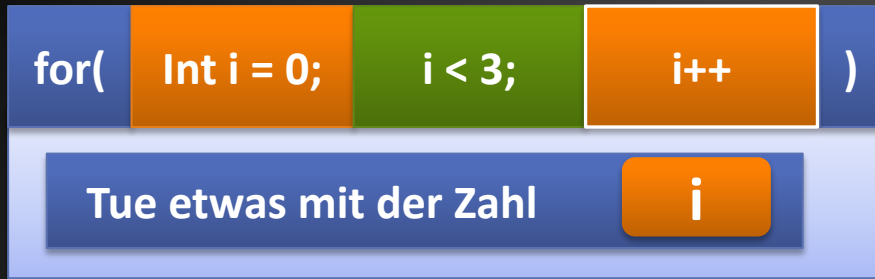 for( Int i = 0; i < 3; i++ )
Tue etwas mit der Zahl i